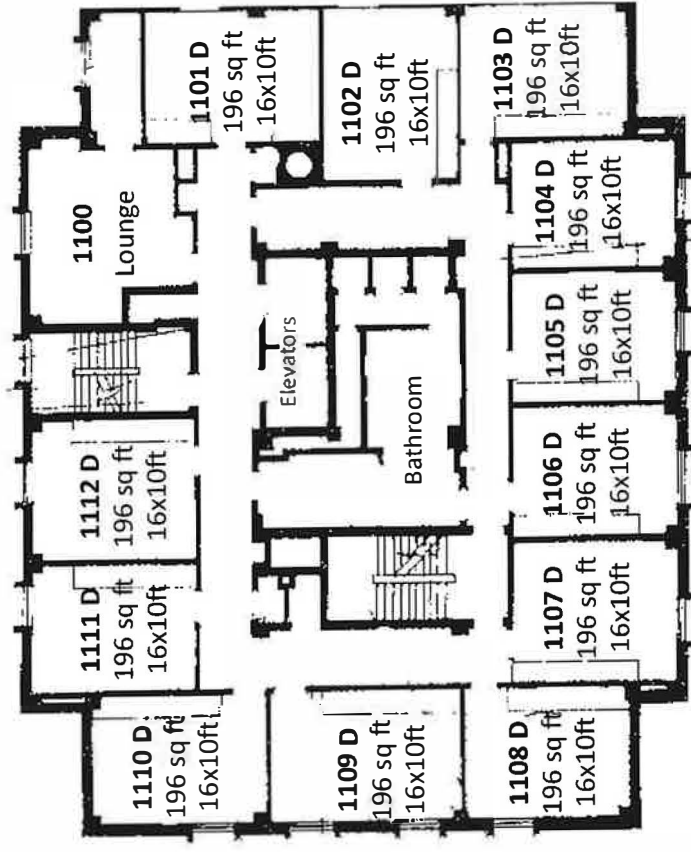 1100
Lounge
1101 D
196 sq ft
16x10ft
1102 D
196 sq ft
16x10ft
1103 D
196 sq ft
16x10ft
1104 D
196 sq ft
16x10ft
1105 D
196 sq ft
16x10ft
1106 D
196 sq ft
16x10ft
1107 D
196 sq ft
16x10ft
1108 D
196 sq ft
16x10ft
1109 D
196 sq ft
16x10ft
1110 D
196 sq ft
16x10ft
1111 D
196 sq ft
16x10ft
1112 D
196 sq ft
16x10ft
Elevators
Bathroom